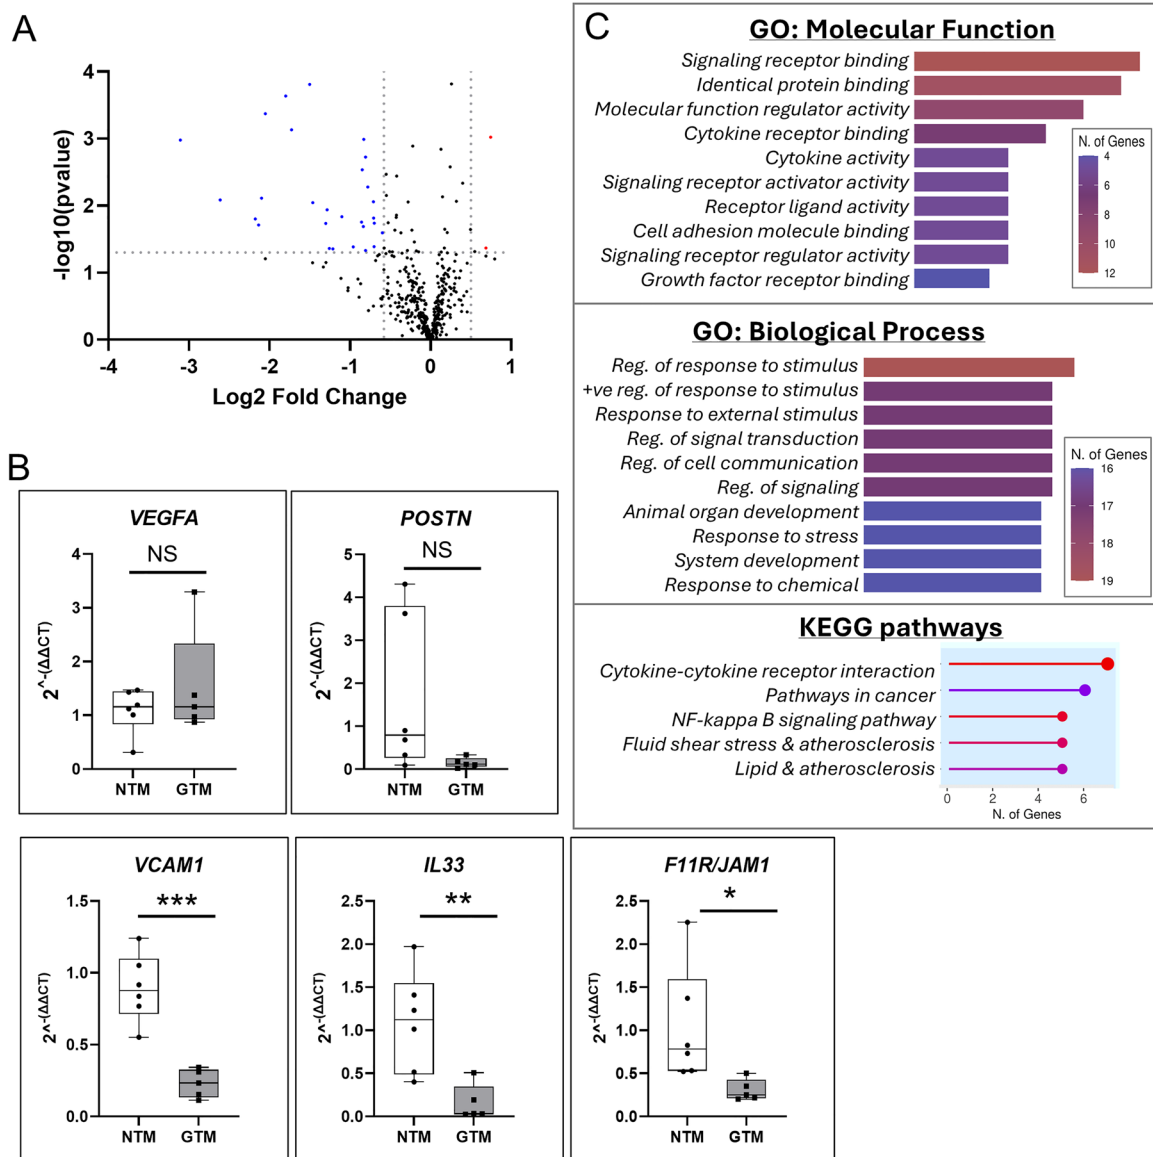 A
4
3
2
1
0
-log10(pvalue)
-4
-3
-2
-1
0
1
Log2 Fold Change
B
VEGFA
NS
4
3
2
1
0
2^-(ΔΔCT)
NTM
GTM
POSTN
NS
5
4
3
2
1
0
2^-(ΔΔCT)
NTM
GTM
VCAM1
***
1.5
1.0
0.5
0.0
2^-(ΔΔCT)
NTM
GTM
IL33
**
2.5
2.0
1.5
1.0
0.5
0.0
2^-(ΔΔCT)
NTM
GTM
F11R/JAM1
*
2.5
2.0
1.5
1.0
0.5
0.0
2^-(ΔΔCT)
NTM
GTM
C
GO: Molecular Function
Signaling receptor binding
Identical protein binding
Molecular function regulator activity
Cytokine receptor binding
Cytokine activity
Signaling receptor activator activity
Receptor ligand activity
Cell adhesion molecule binding
Signaling receptor regulator activity
Growth factor receptor binding
N. of Genes
4
6
8
10
12
GO: Biological Process
Reg. of response to stimulus
+ve reg. of response to stimulus
Response to external stimulus
Reg. of signal transduction
Reg. of cell communication
Reg. of signaling
Animal organ development
Response to stress
System development
Response to chemical
N. of Genes
16
17
18
19
KEGG pathways
Cytokine-cytokine receptor interaction
Pathways in cancer
NF-kappa B signaling pathway
Fluid shear stress & atherosclerosis
Lipid & atherosclerosis
0
2
4
6
N. of Genes